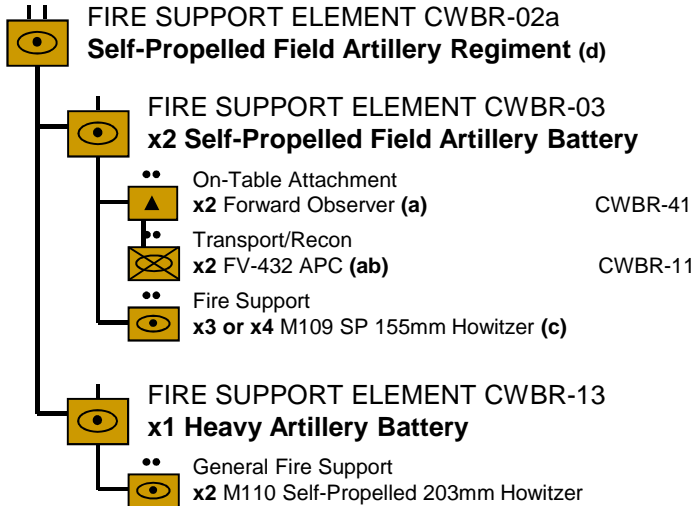 FIRE SUPPORT ELEMENT CWBR-02a
Self-Propelled Field Artillery Regiment (d)
FIRE SUPPORT ELEMENT CWBR-03
x2 Self-Propelled Field Artillery Battery
On-Table Attachment
x2 Forward Observer (a) CWBR-41
Transport/Recon
x2 FV-432 APC (ab) CWBR-11
Fire Support
x3 or x4 M109 SP 155mm Howitzer (c)
FIRE SUPPORT ELEMENT CWBR-13
x1 Heavy Artillery Battery
General Fire Support
x2 M110 Self-Propelled 203mm Howitzer